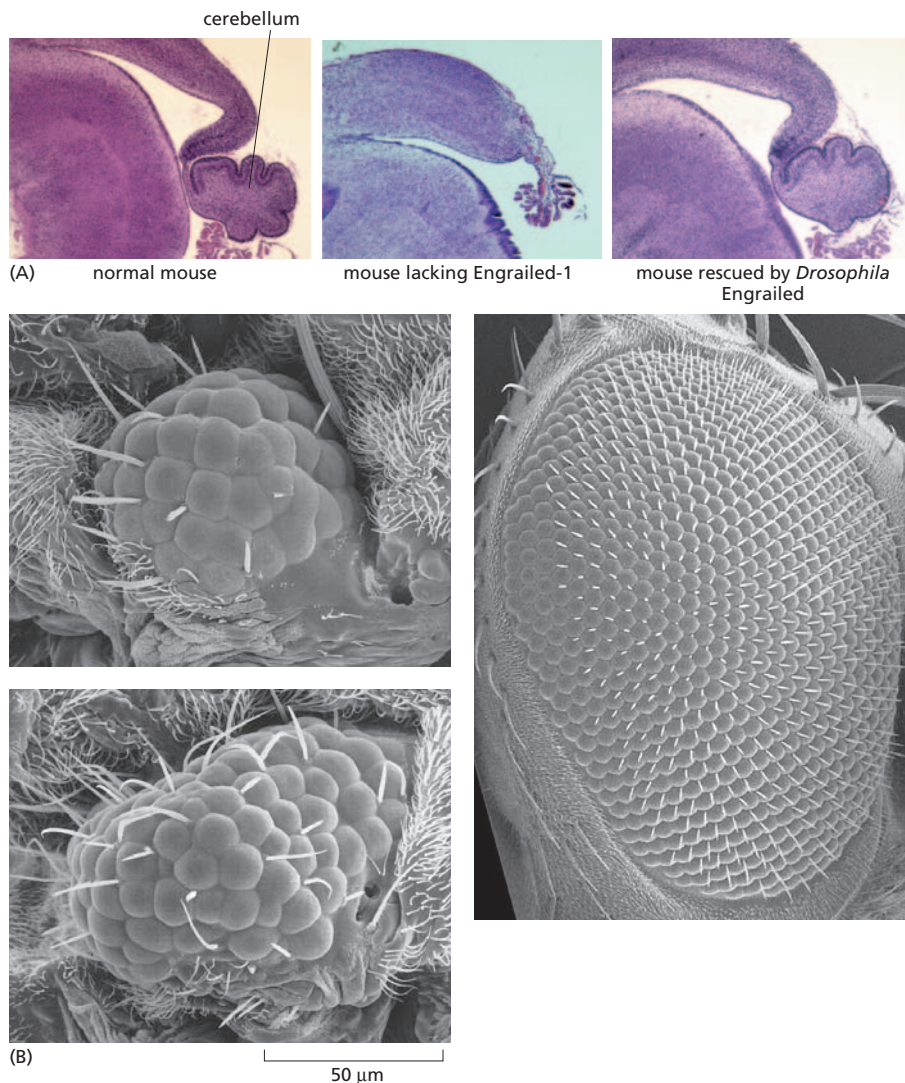 cerebellum
(A)
normal mouse
mouse lacking Engrailed-1
mouse rescued by Drosophila
Engrailed
(B)
50 μm